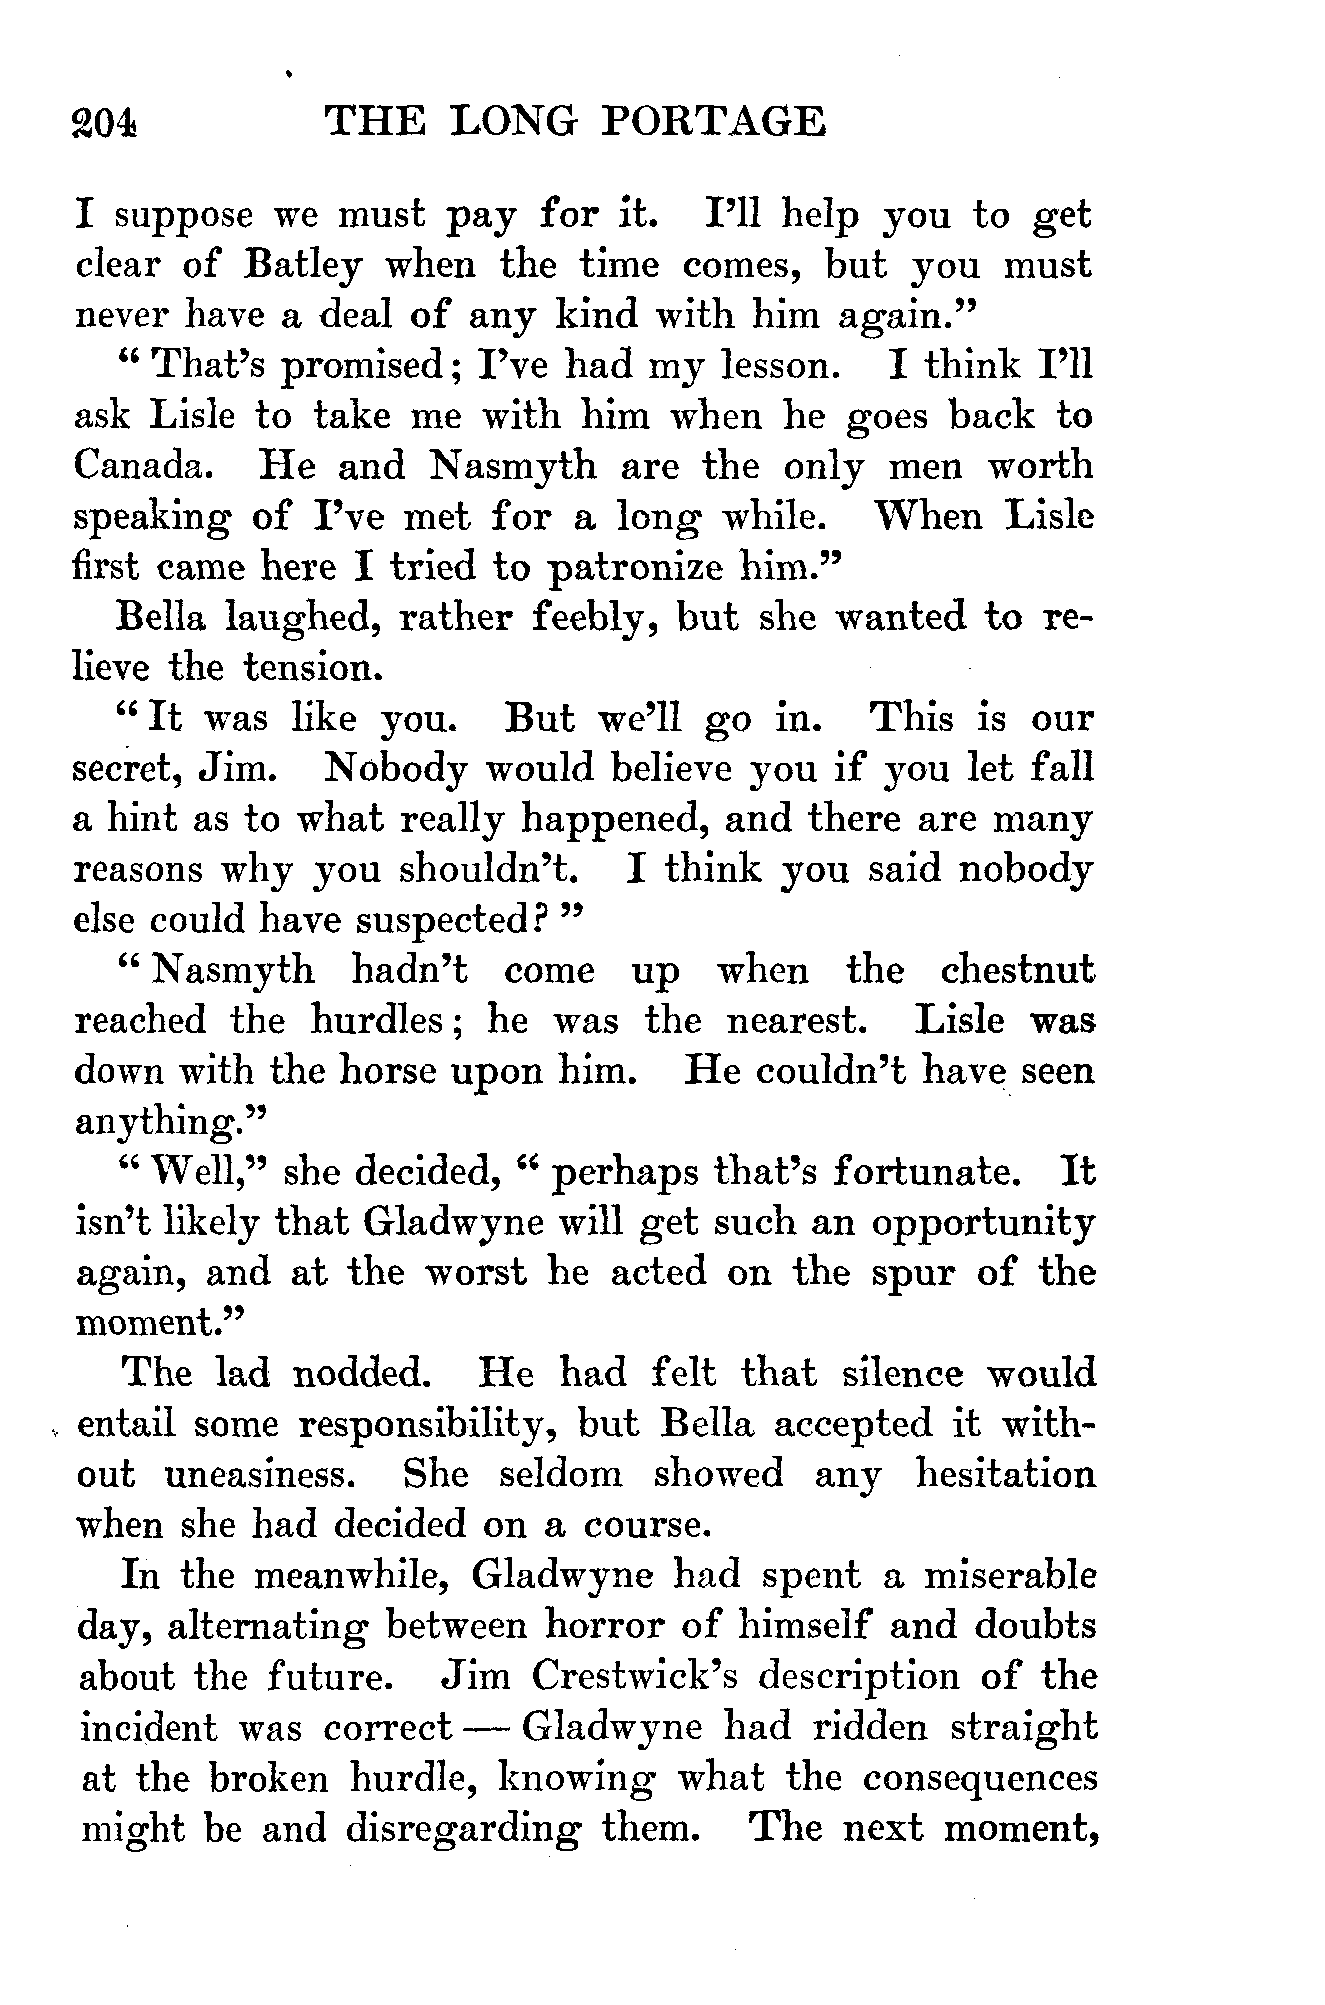 204 THE LONG PORTAGE
I suppose we must pay for it. I'll help you to get
clear of Batley when the time comes, but you must
never have a deal of any kind with him again."
"That's promised; I've had my lesson. I think I'll
ask Lisle to take me with him when he goes back to
Canada. He and Nasmyth are the only men worth
speaking of I've met for a long while. When Lisle
first came here I tried to patronize him."
Bella laughed, rather feebly, but she wanted to re-
lieve the tension.
"It was like you. But we'll go in. This is our
secret, Jim. Nobody would believe you if you let fall
a hint as to what really happened, and there are many
reasons why you shouldn't. I think you said nobody
else could have suspected?"
"Nasmyth hadn't come up when the chestnut
reached the hurdles; he was the nearest. Lisle was
down with the horse upon him. He couldn't have seen
anything."
"Well," she decided, "perhaps that's fortunate. It
isn't likely that Gladwyne will get such an opportunity
again, and at the worst he acted on the spur of the
moment."
The lad nodded. He had felt that silence would
entail some responsibility, but Bella accepted it with-
out uneasiness. She seldom showed any hesitation
when she had decided on a course.
In the meanwhile, Gladwyne had spent a miserable
day, alternating between horror of himself and doubts
about the future. Jim Crestwick's description of the
incident was correct — Gladwyne had ridden straight
at the broken hurdle, knowing what the consequences
might be and disregarding them. The next moment,